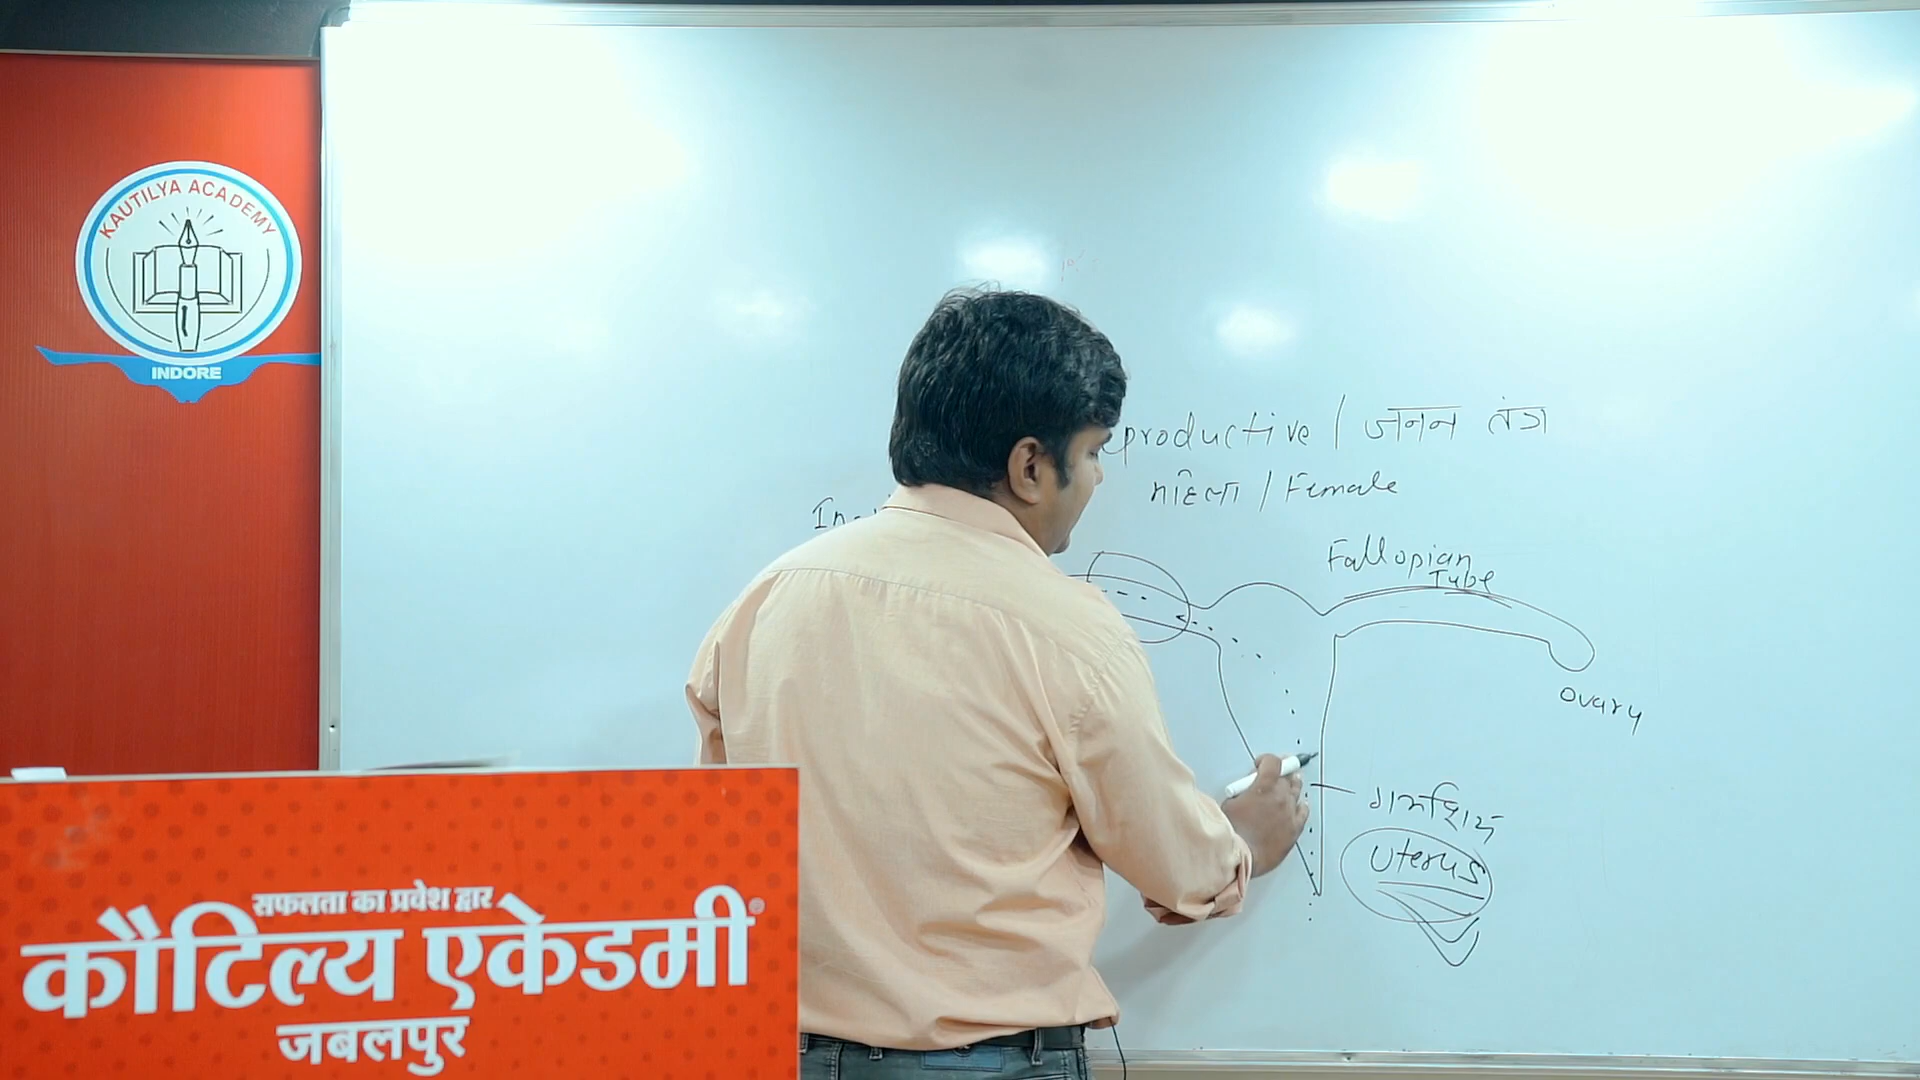 KAUTILYA ACADEMY
INDORE
productive / जनन तंत्र
महिला / Female
Fallopian
Tube
ovary
गर्भाशय
Uterus
सफलता का प्रवेश द्वार
कौटिल्य एकेडमी
जबलपुर